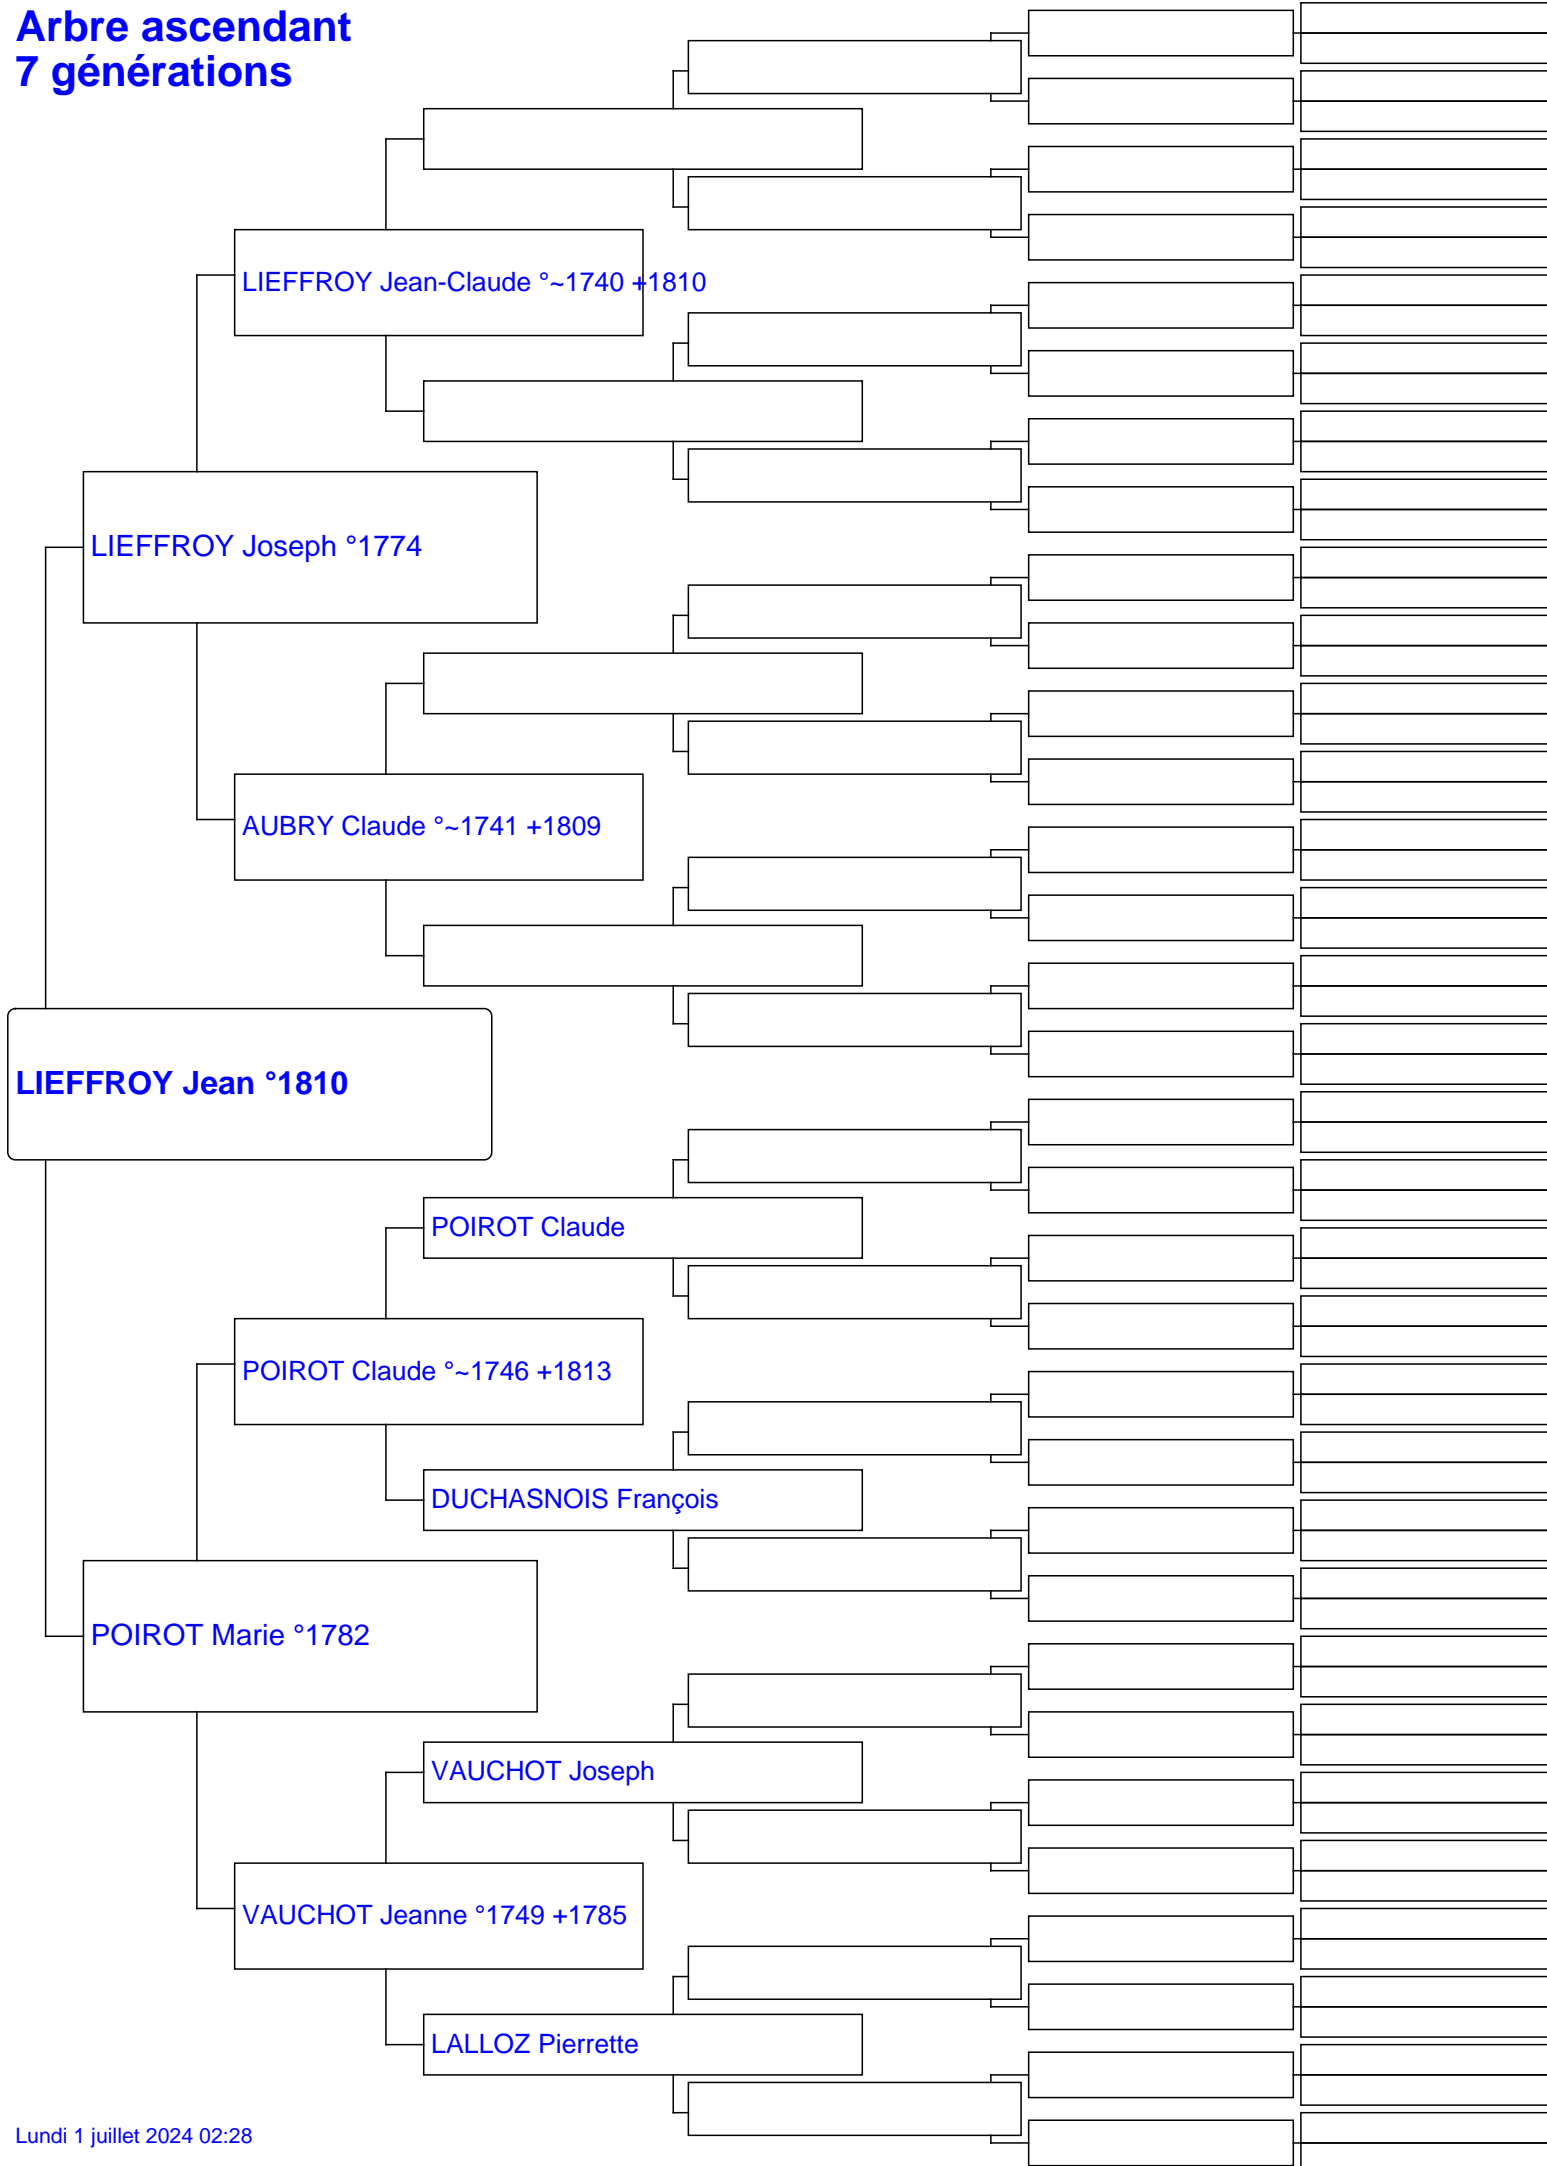 Arbre ascendant
7 générations
LIEFFROY Jean-Claude °~1740 +1810
LIEFFROY Joseph °1774
AUBRY Claude °~1741 +1809
LIEFFROY Jean °1810
POIROT Claude
POIROT Claude °~1746 +1813
DUCHASNOIS François
POIROT Marie °1782
VAUCHOT Joseph
VAUCHOT Jeanne °1749 +1785
LALLOZ Pierrette
Lundi 1 juillet 2024 02:28